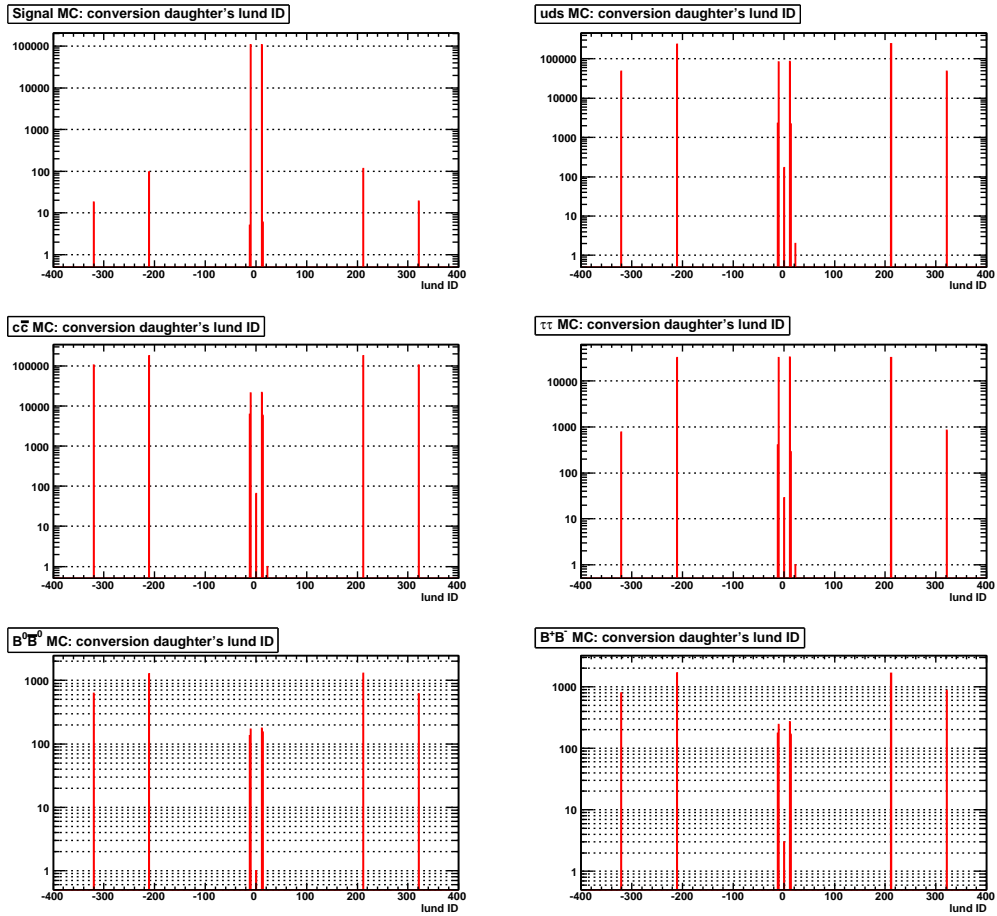 Signal MC: conversion daughter's lund ID
100000
10000
1000
100
10
1
-400 -300 -200 -100 0 100 200 300 400
lund ID
uds MC: conversion daughter's lund ID
100000
10000
1000
100
10
1
-400 -300 -200 -100 0 100 200 300 400
lund ID
cc̅ MC: conversion daughter's lund ID
100000
10000
1000
100
10
1
-400 -300 -200 -100 0 100 200 300 400
lund ID
ττ MC: conversion daughter's lund ID
10000
1000
100
10
1
-400 -300 -200 -100 0 100 200 300 400
lund ID
B⁰B̅⁰ MC: conversion daughter's lund ID
1000
100
10
1
-400 -300 -200 -100 0 100 200 300 400
lund ID
B⁺B⁻ MC: conversion daughter's lund ID
1000
100
10
1
-400 -300 -200 -100 0 100 200 300 400
lund ID